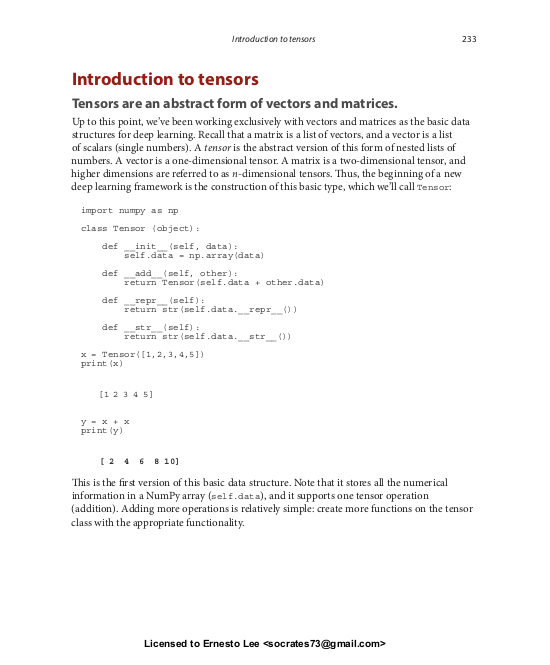 Introduction to tensors 233
Introduction to tensors
Tensors are an abstract form of vectors and matrices.
Up to this point, we've been working exclusively with vectors and matrices as the basic data
structures for deep learning. Recall that a matrix is a list of vectors, and a vector is a list
of scalars (single numbers). A tensor is the abstract version of this form of nested lists of
numbers. A vector is a one-dimensional tensor. A matrix is a two-dimensional tensor, and
higher dimensions are referred to as n-dimensional tensors. Thus, the beginning of a new
deep learning framework is the construction of this basic type, which we'll call Tensor:
import numpy as np
class Tensor (object):
def __init__(self, data):
self.data = np.array(data)
def __add__(self, other):
return Tensor(self.data + other.data)
def __repr__(self):
return str(self.data.__repr__())
def __str__(self):
return str(self.data.__str__())
x = Tensor([1,2,3,4,5])
print(x)
[1 2 3 4 5]
y = x + x
print(y)
[ 2 4 6 8 10]
This is the first version of this basic data structure. Note that it stores all the numerical
information in a NumPy array (self.data), and it supports one tensor operation
(addition). Adding more operations is relatively simple: create more functions on the tensor
class with the appropriate functionality.
Licensed to Ernesto Lee <socrates73@gmail.com>